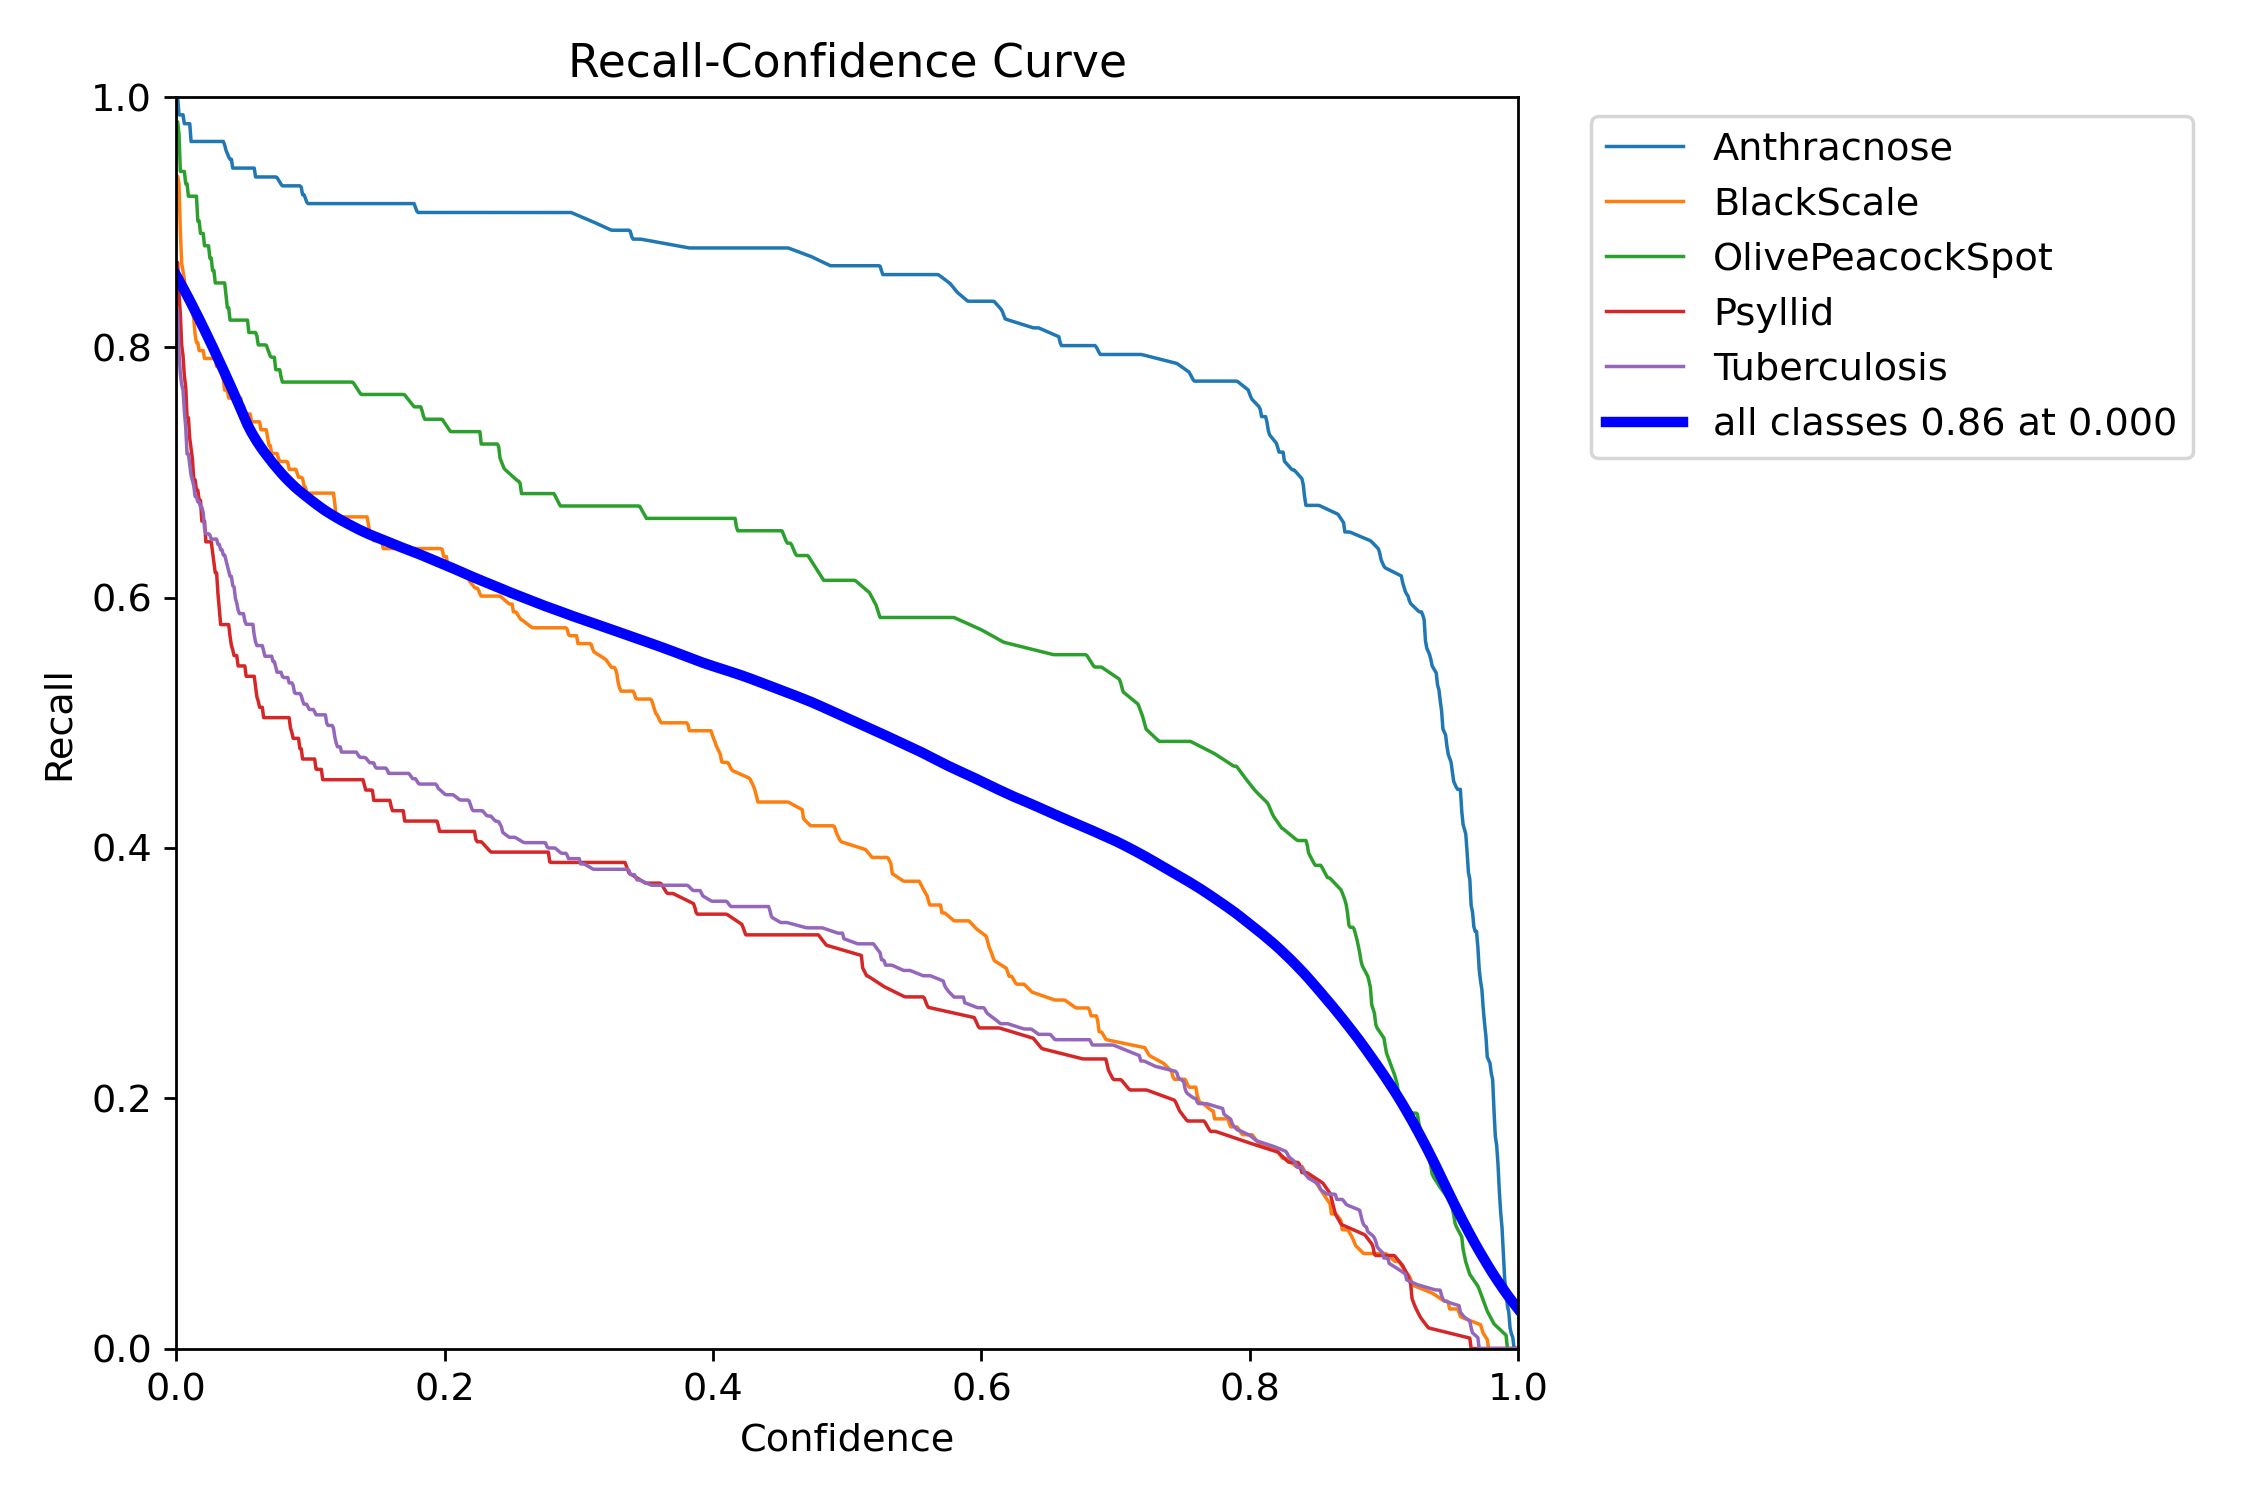 Recall-Confidence Curve
1.0
0.8
0.6
0.4
0.2
0.0
Recall
0.0 0.2 0.4 0.6 0.8 1.0
Confidence
Anthracnose
BlackScale
OlivePeacockSpot
Psyllid
Tuberculosis
all classes 0.86 at 0.000